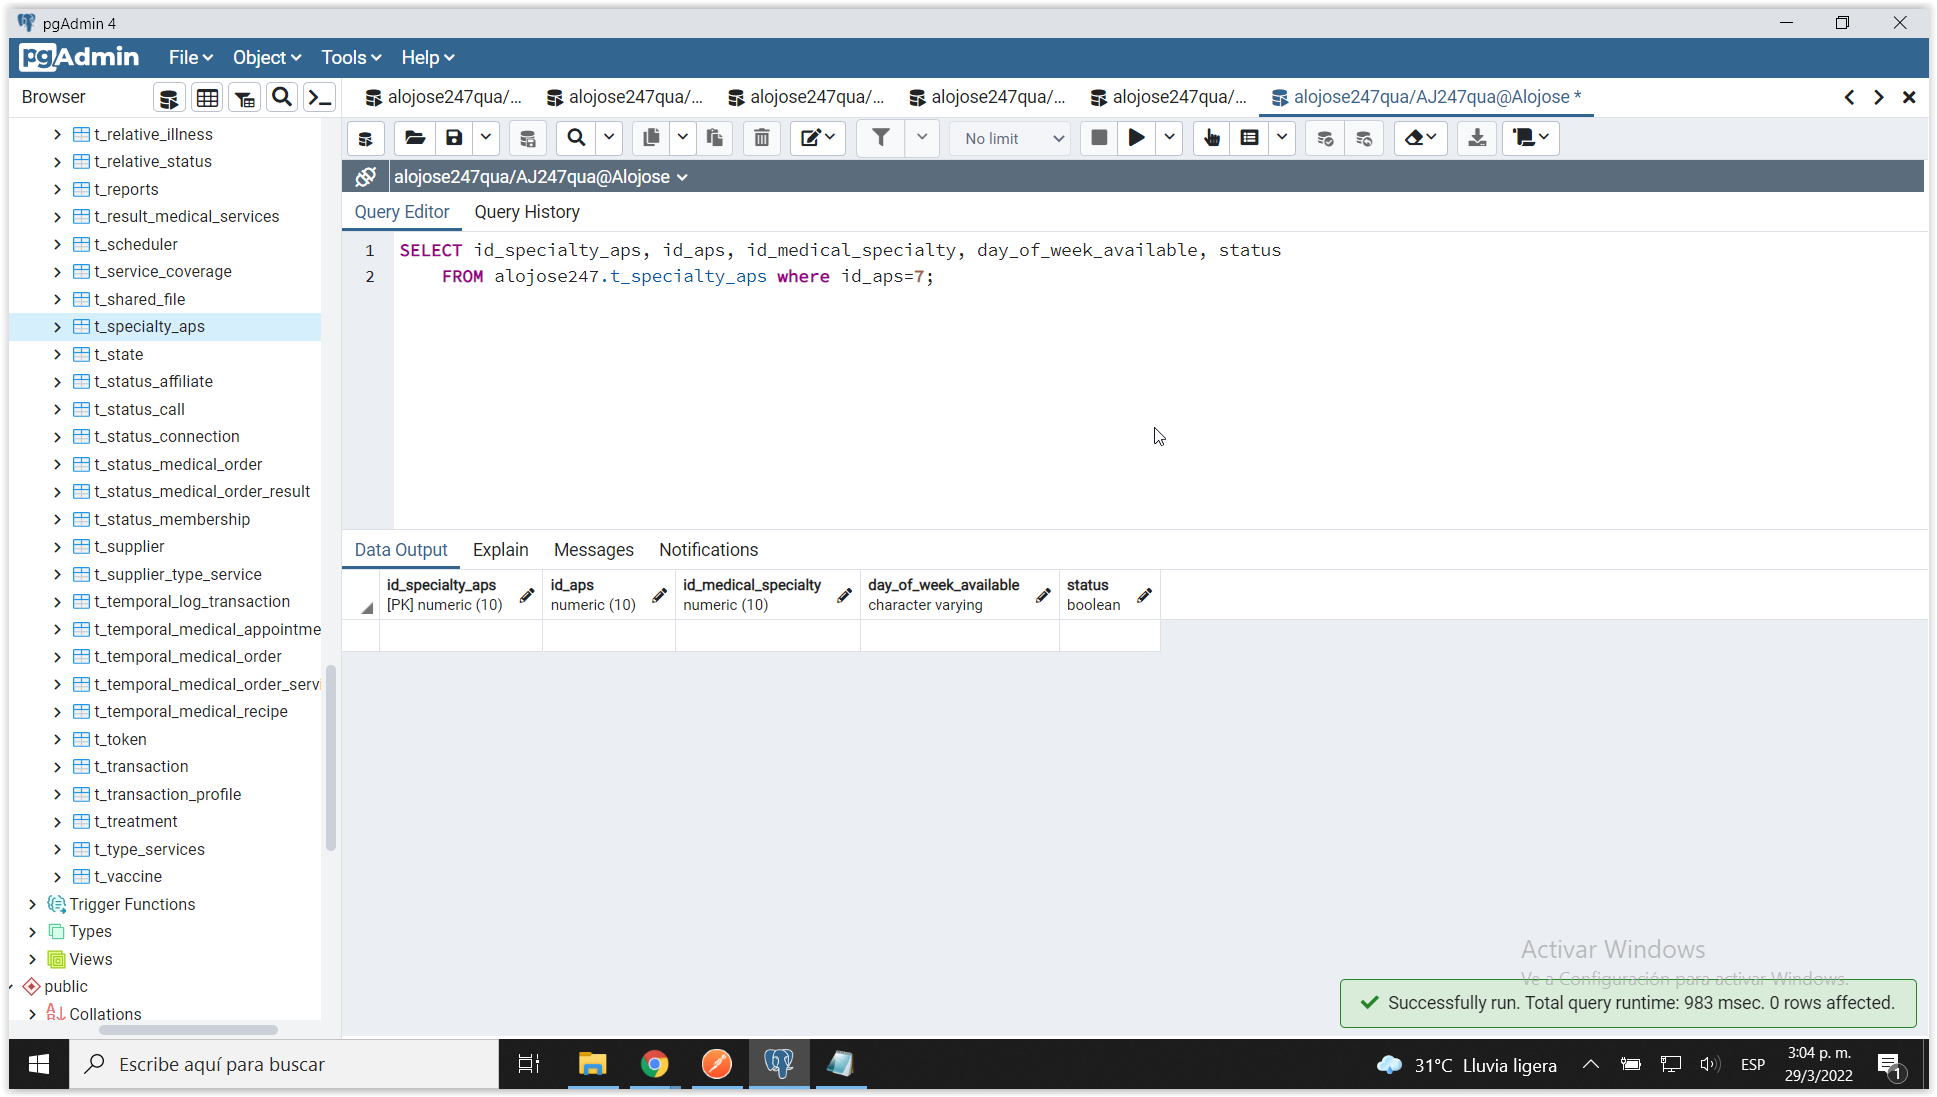 pgAdmin 4
pgAdmin File Object Tools Help
Browser
alojose247qua/... alojose247qua/... alojose247qua/... alojose247qua/... alojose247qua/... alojose247qua/AJ247qua@Alojose *
No limit
alojose247qua/AJ247qua@Alojose
Query Editor Query History
1 SELECT id_specialty_aps, id_aps, id_medical_specialty, day_of_week_available, status
2 FROM alojose247.t_specialty_aps where id_aps=7;
t_relative_illness
t_relative_status
t_reports
t_result_medical_services
t_scheduler
t_service_coverage
t_shared_file
t_specialty_aps
t_state
t_status_affiliate
t_status_call
t_status_connection
t_status_medical_order
t_status_medical_order_result
t_status_membership
t_supplier
t_supplier_type_service
t_temporal_log_transaction
t_temporal_medical_appointme
t_temporal_medical_order
t_temporal_medical_order_servi
t_temporal_medical_recipe
t_token
t_transaction
t_transaction_profile
t_treatment
t_type_services
t_vaccine
Trigger Functions
Types
Views
public
Collations
Data Output Explain Messages Notifications
id_specialty_aps id_aps id_medical_specialty day_of_week_available status
[PK] numeric (10) numeric (10) numeric (10) character varying boolean
Activar Windows
Ve a Configuración para activar Windows.
Successfully run. Total query runtime: 983 msec. 0 rows affected.
Escribe aquí para buscar
31°C Lluvia ligera
ESP
3:04 p. m.
29/3/2022
1